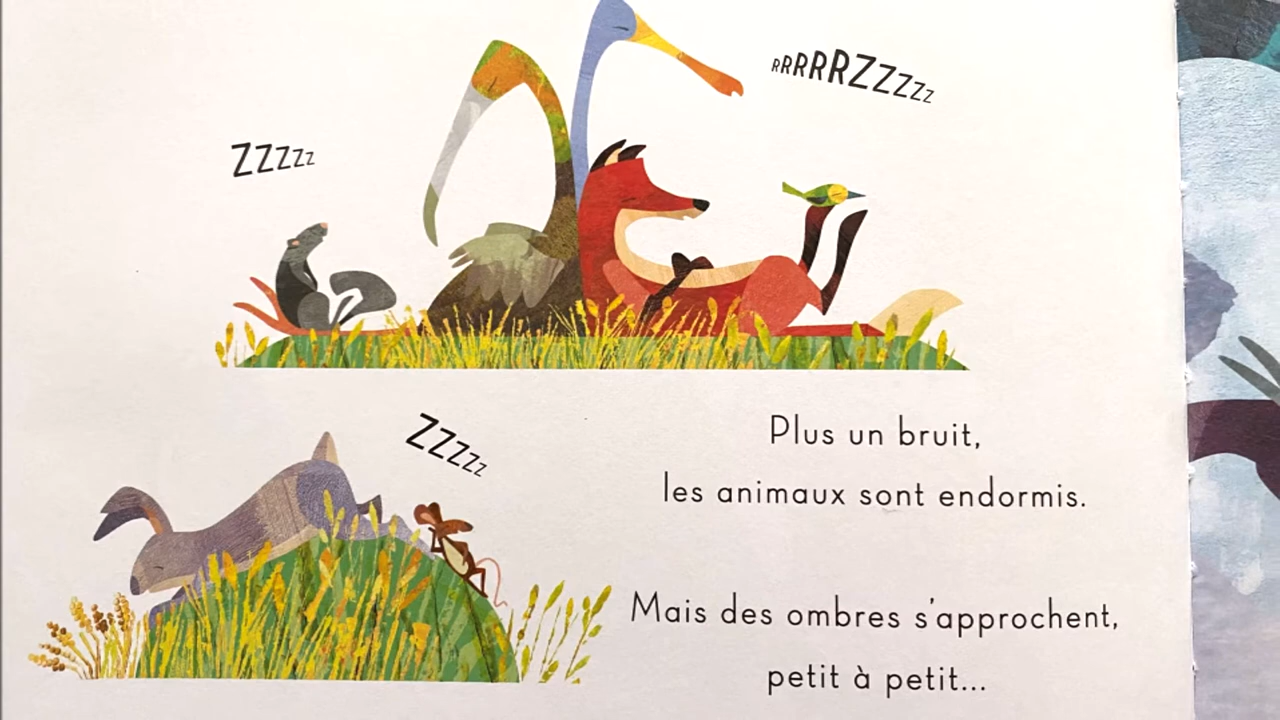 RRRRRZZZZZ
ZZZZZ
ZZZZZ
Plus un bruit,
les animaux sont endormis.
Mais des ombres s'approchent,
petit à petit...